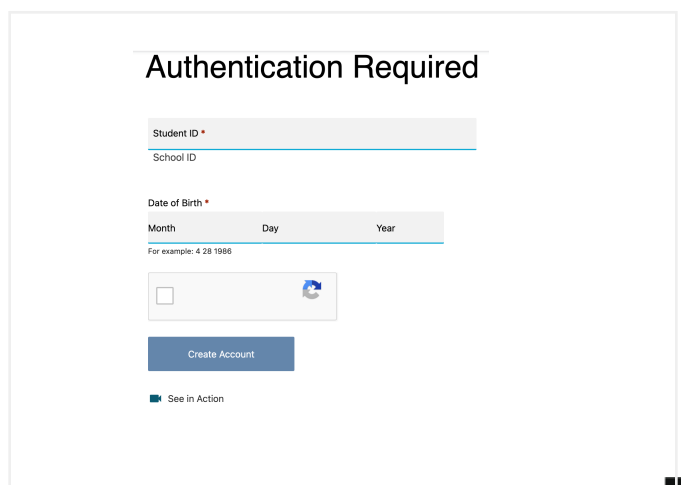 Authentication Required
Student ID *
School ID
Date of Birth *
Month Day Year
For example: 4 28 1986
Create Account
See in Action